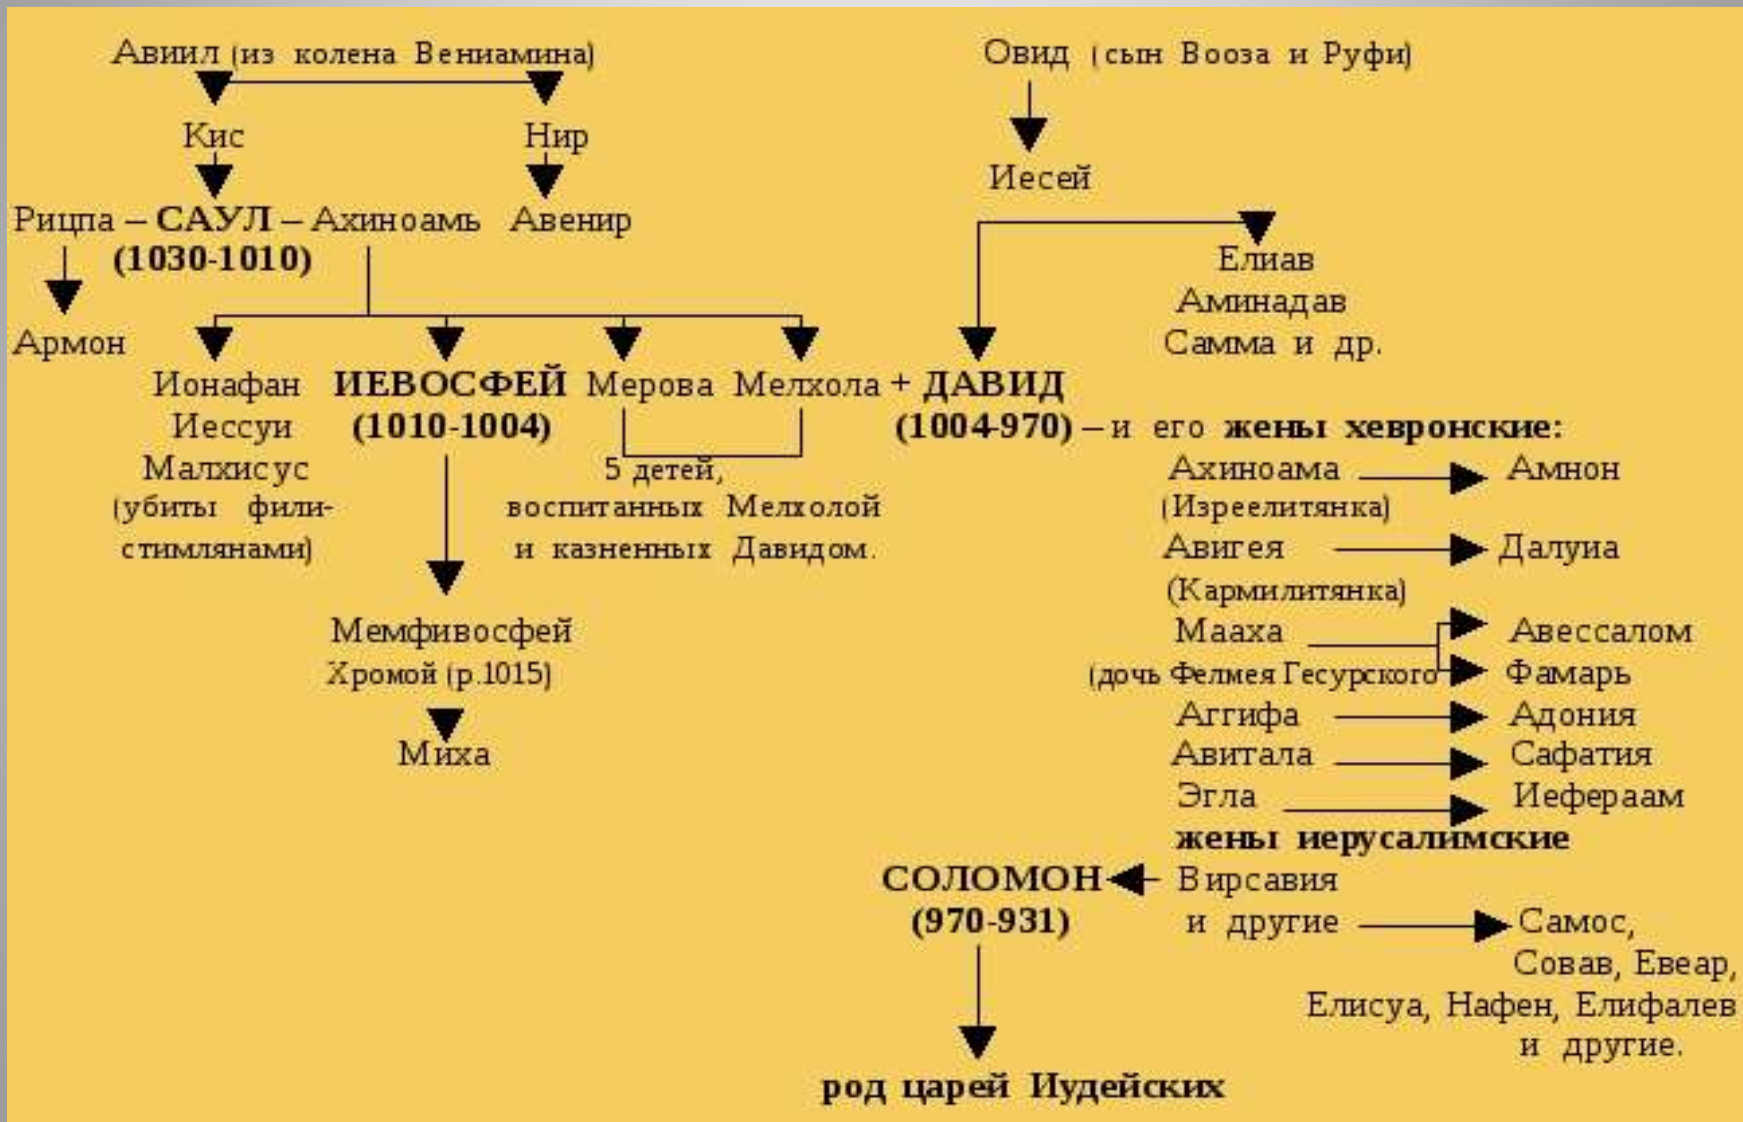 Авиил (из колена Вениамина)
Овид (сын Вооза и Руфи)
Кис
Нир
Иесей
Рицпа – САУЛ – Ахиноамь
Авенир
(1030-1010)
Елиав
Аминадав
Самма и др.
Армон
Ионафан
Иессуи
Малхисус
(убиты фили-
стимлянами)
ИЕВОСФЕЙ
(1010-1004)
Мерова
Мелхола + ДАВИД
(1004-970) – и его жены хевронские:
5 детей,
воспитанных Мелхолой
и казненных Давидом.
Мемфивосфей
Хромой (р.1015)
Миха
Ахиноама
Амнон
(Изреелитянка)
Авигея
Далуиа
(Кармилитянка)
Мааха
Авессалом
(дочь Фелмея Гесурского
Фамарь
Аггифа
Адония
Авитала
Сафатия
Эгла
Иефераам
жены иерусалимские
СОЛОМОН
Вирсавия
(970-931)
и другие
Самос,
Совав, Евеар,
Елисуа, Нафен, Елифалев
и другие.
род царей Иудейских